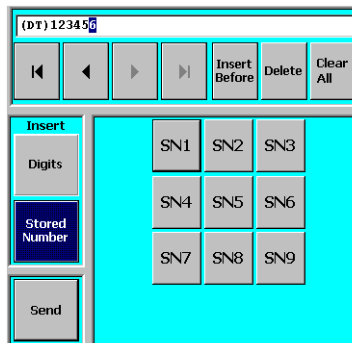 (DT)123456
Insert Before Delete Clear All
Insert
Digits
SN1 SN2 SN3
Stored Number
SN4 SN5 SN6
SN7 SN8 SN9
Send